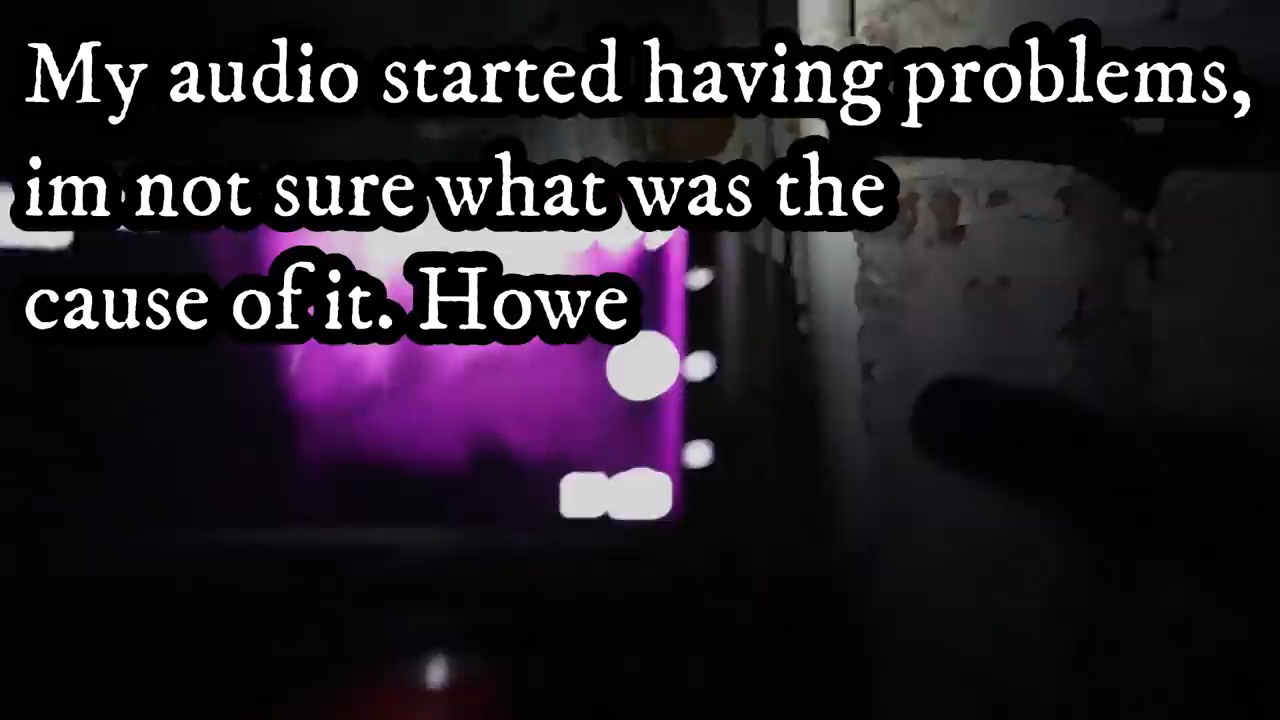 My audio started having problems,
im not sure what was the
cause of it. Howe